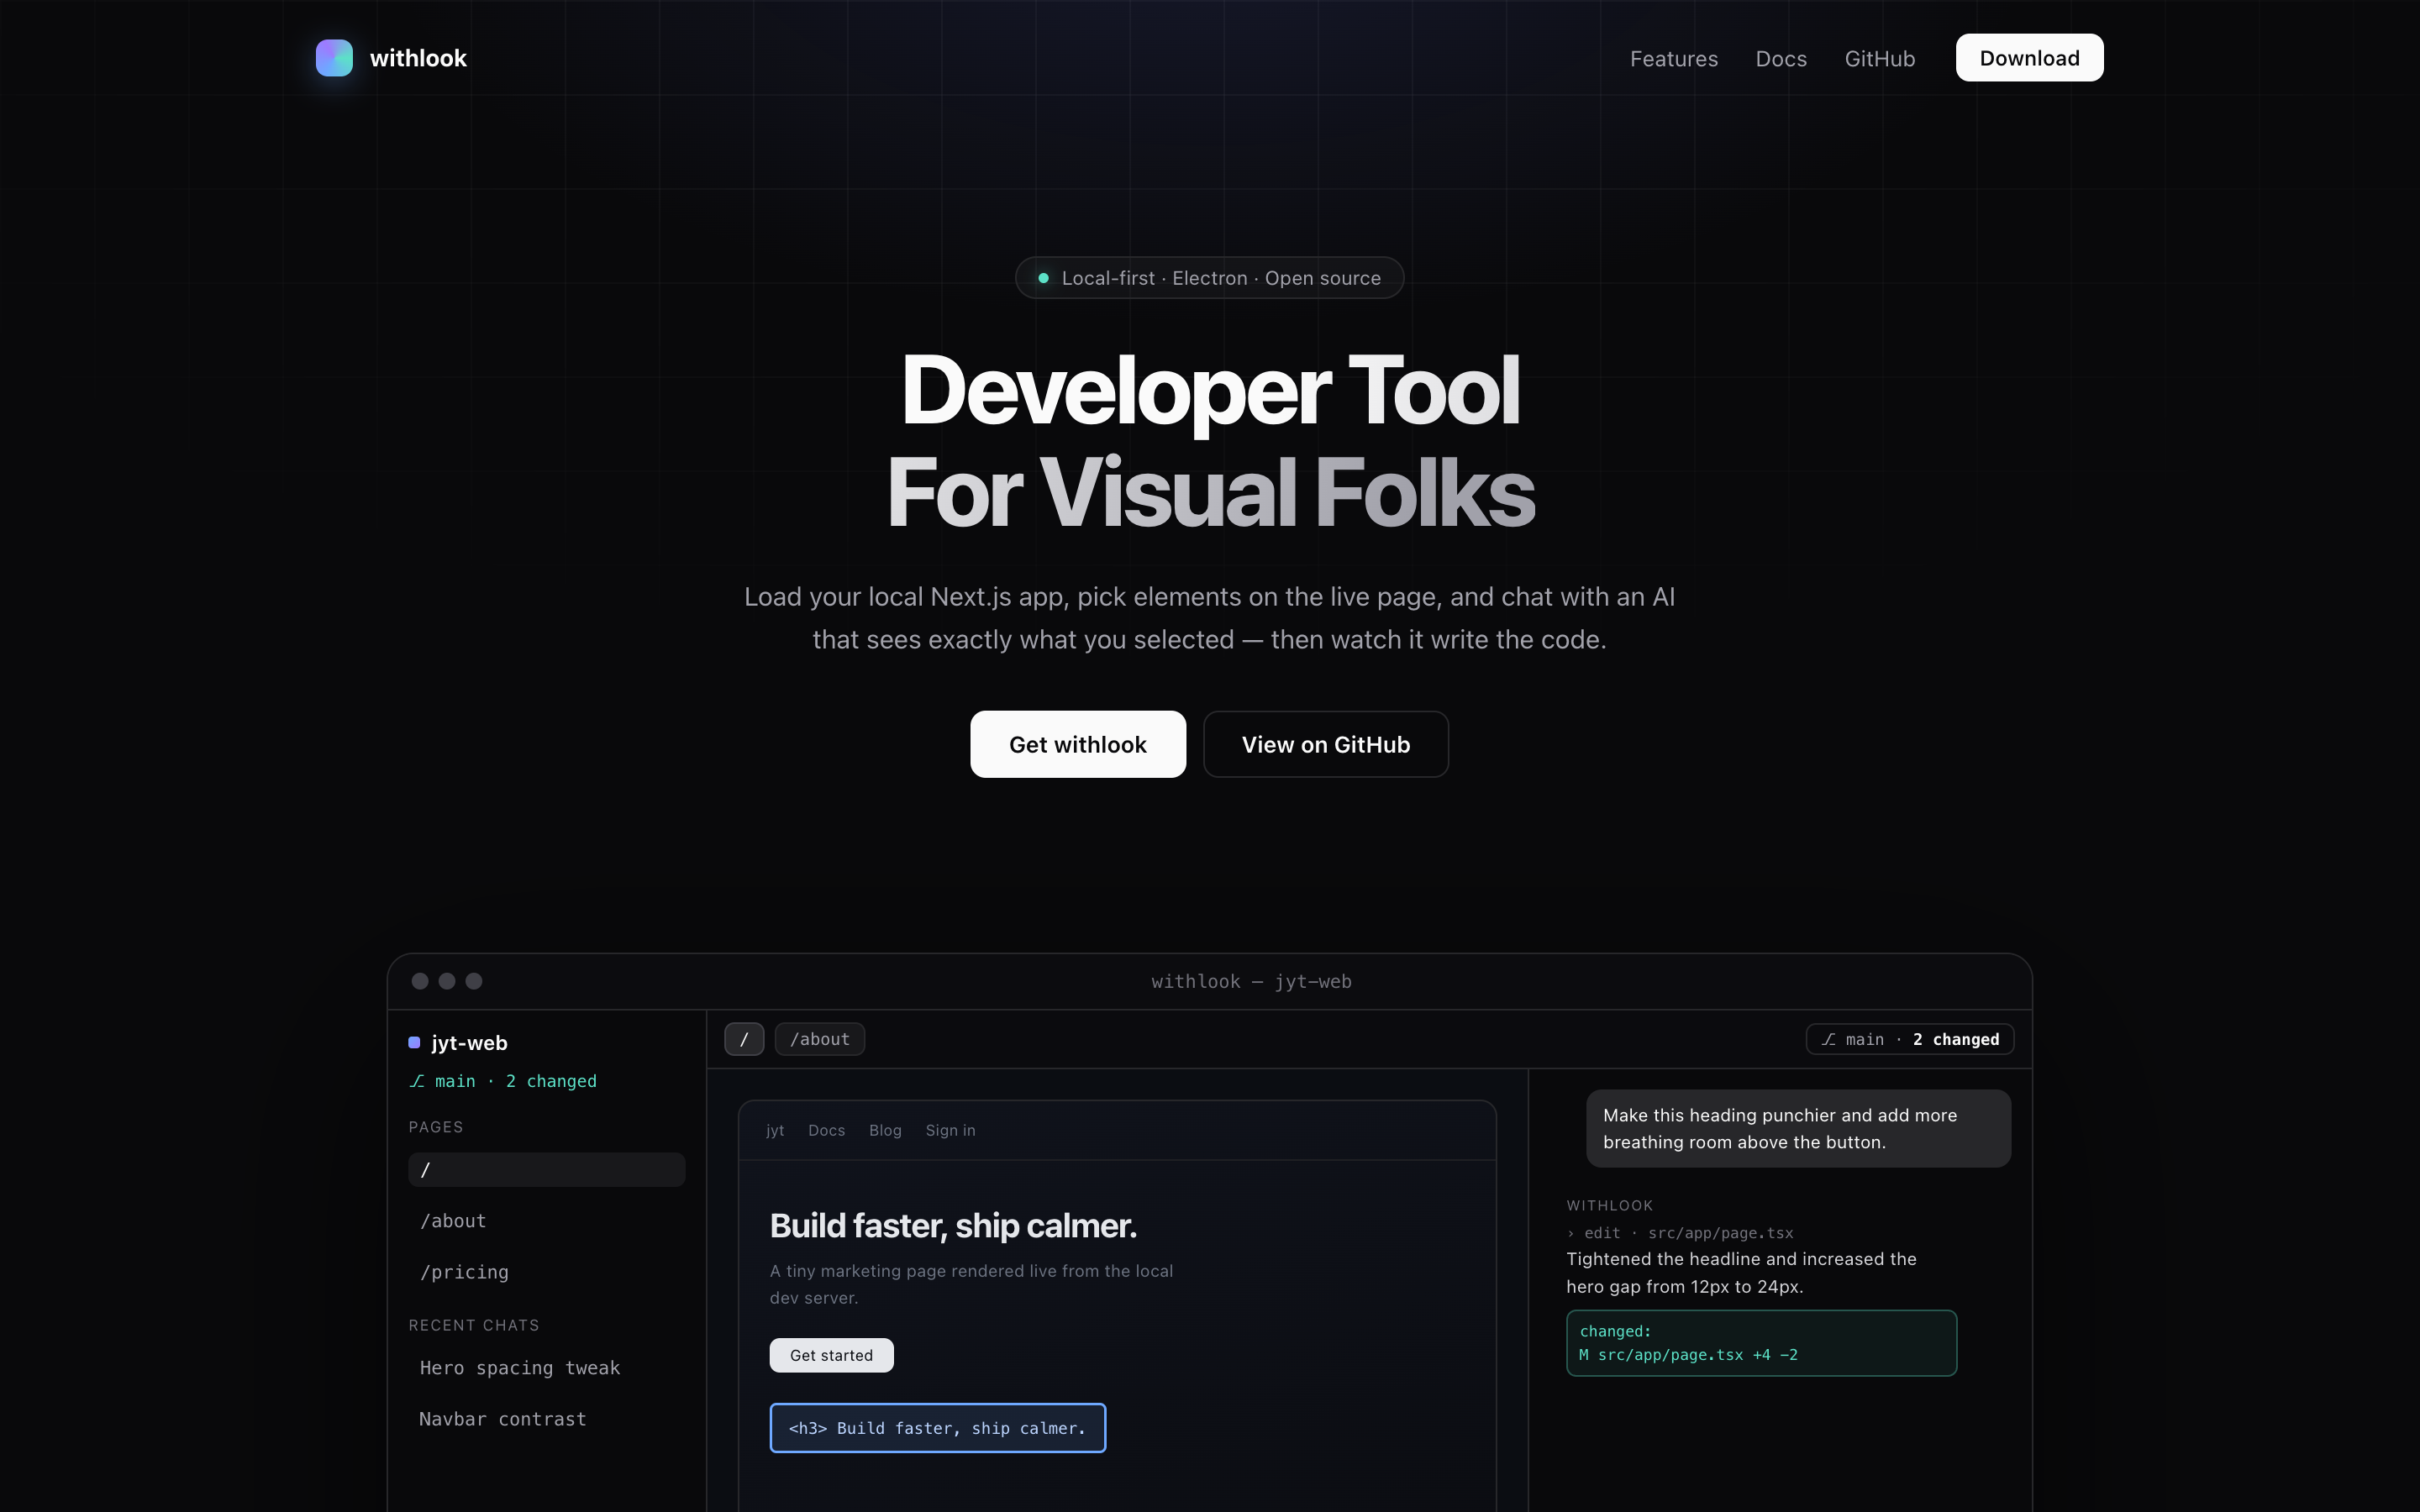 withlook
Features Docs GitHub Download
Local-first · Electron · Open source
Developer Tool
For Visual Folks
Load your local Next.js app, pick elements on the live page, and chat with an AI
that sees exactly what you selected — then watch it write the code.
Get withlook View on GitHub
withlook — jyt-web
jyt-web
⎇ main · 2 changed
PAGES
/
/about
/pricing
RECENT CHATS
Hero spacing tweak
Navbar contrast
/ /about
⎇ main · 2 changed
jyt Docs Blog Sign in
Build faster, ship calmer.
A tiny marketing page rendered live from the local
dev server.
Get started
<h3> Build faster, ship calmer.
Make this heading punchier and add more
breathing room above the button.
WITHLOOK
› edit · src/app/page.tsx
Tightened the headline and increased the
hero gap from 12px to 24px.
changed:
M src/app/page.tsx +4 −2